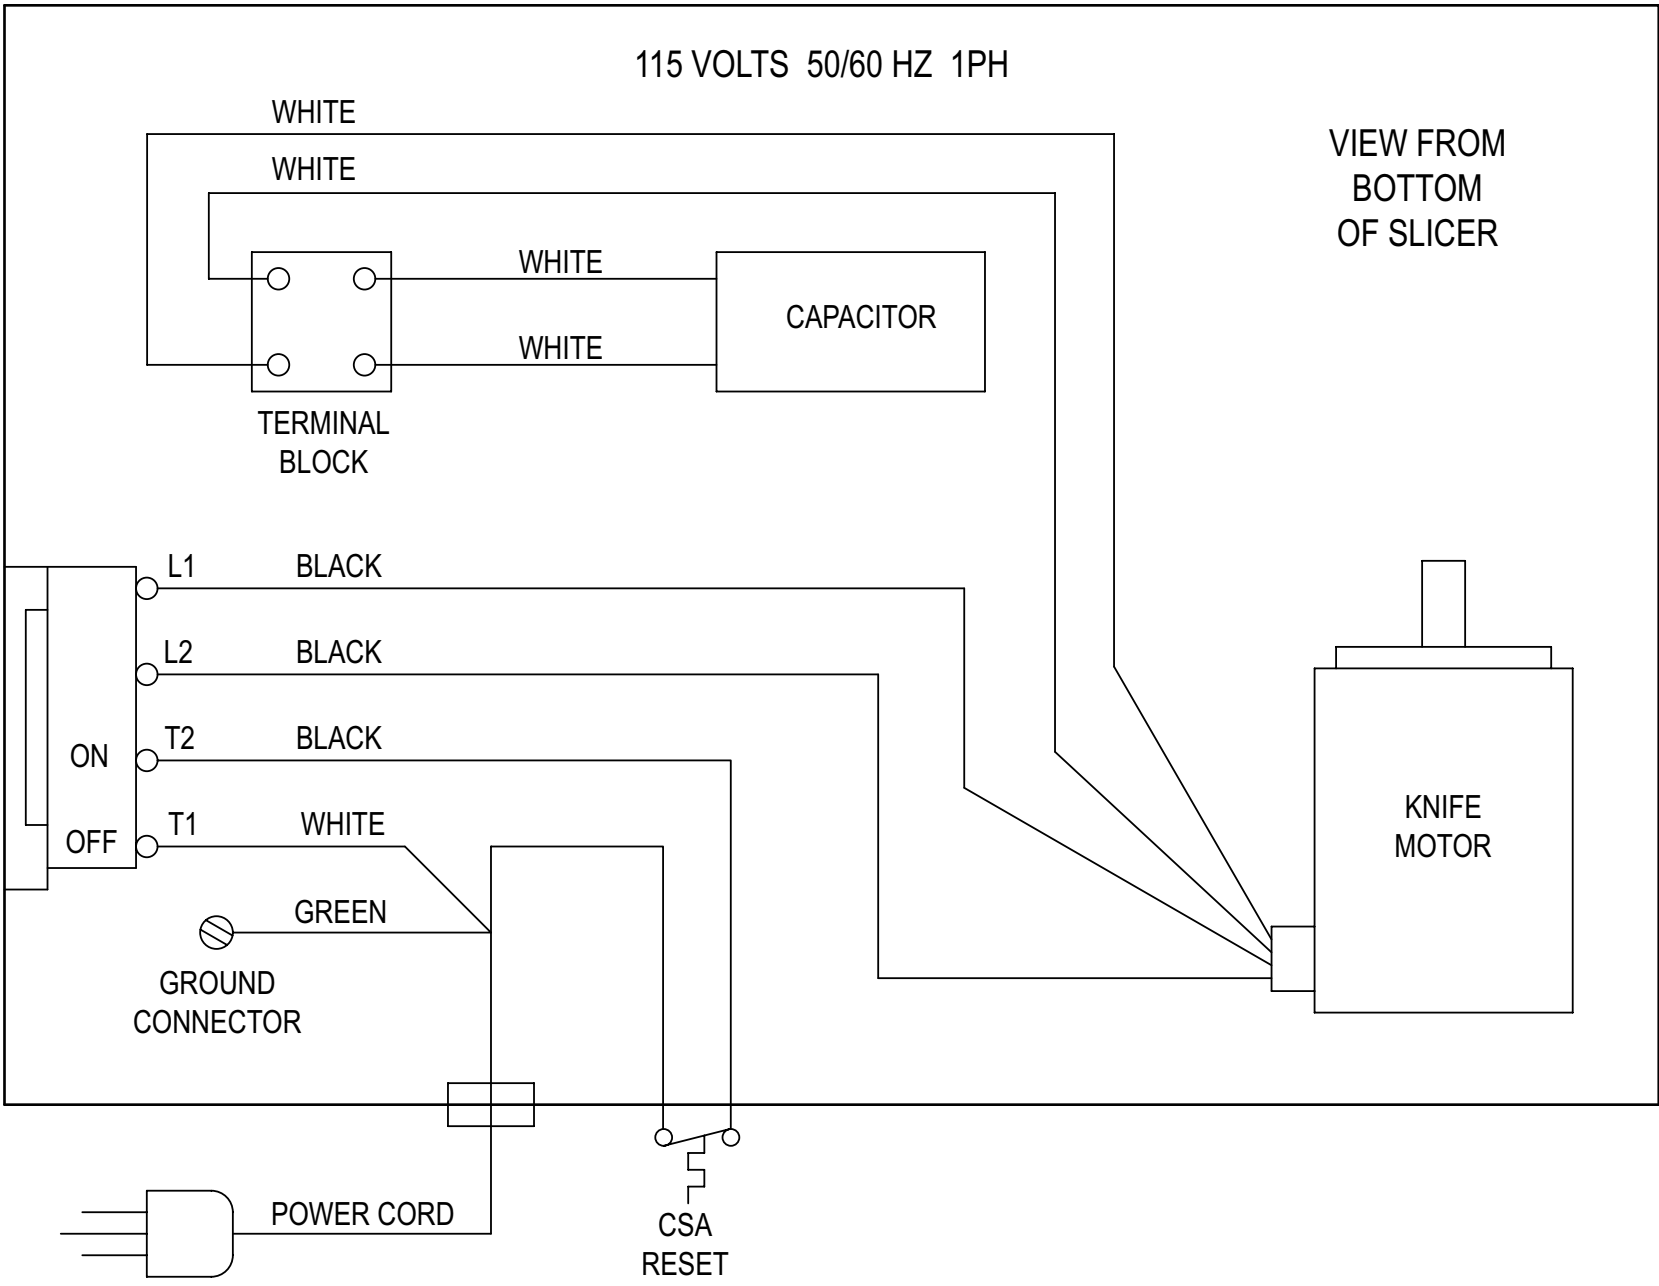 115 VOLTS 50/60 HZ 1PH
WHITE
VIEW FROM
BOTTOM
OF SLICER
WHITE
WHITE
CAPACITOR
WHITE
TERMINAL
BLOCK
L1 BLACK
L2 BLACK
T2 BLACK
ON
T1 WHITE
OFF
KNIFE
MOTOR
GREEN
GROUND
CONNECTOR
POWER CORD
CSA
RESET